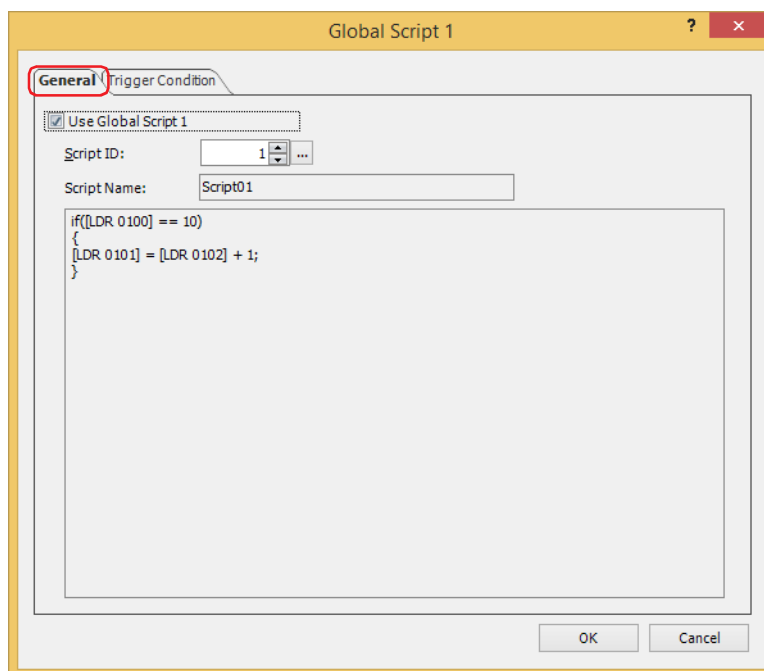 Global Script 1
?
General Trigger Condition
Use Global Script 1
Script ID: 1 ...
Script Name: Script01
if([LDR 0100] == 10)
{
[LDR 0101] = [LDR 0102] + 1;
}
OK Cancel